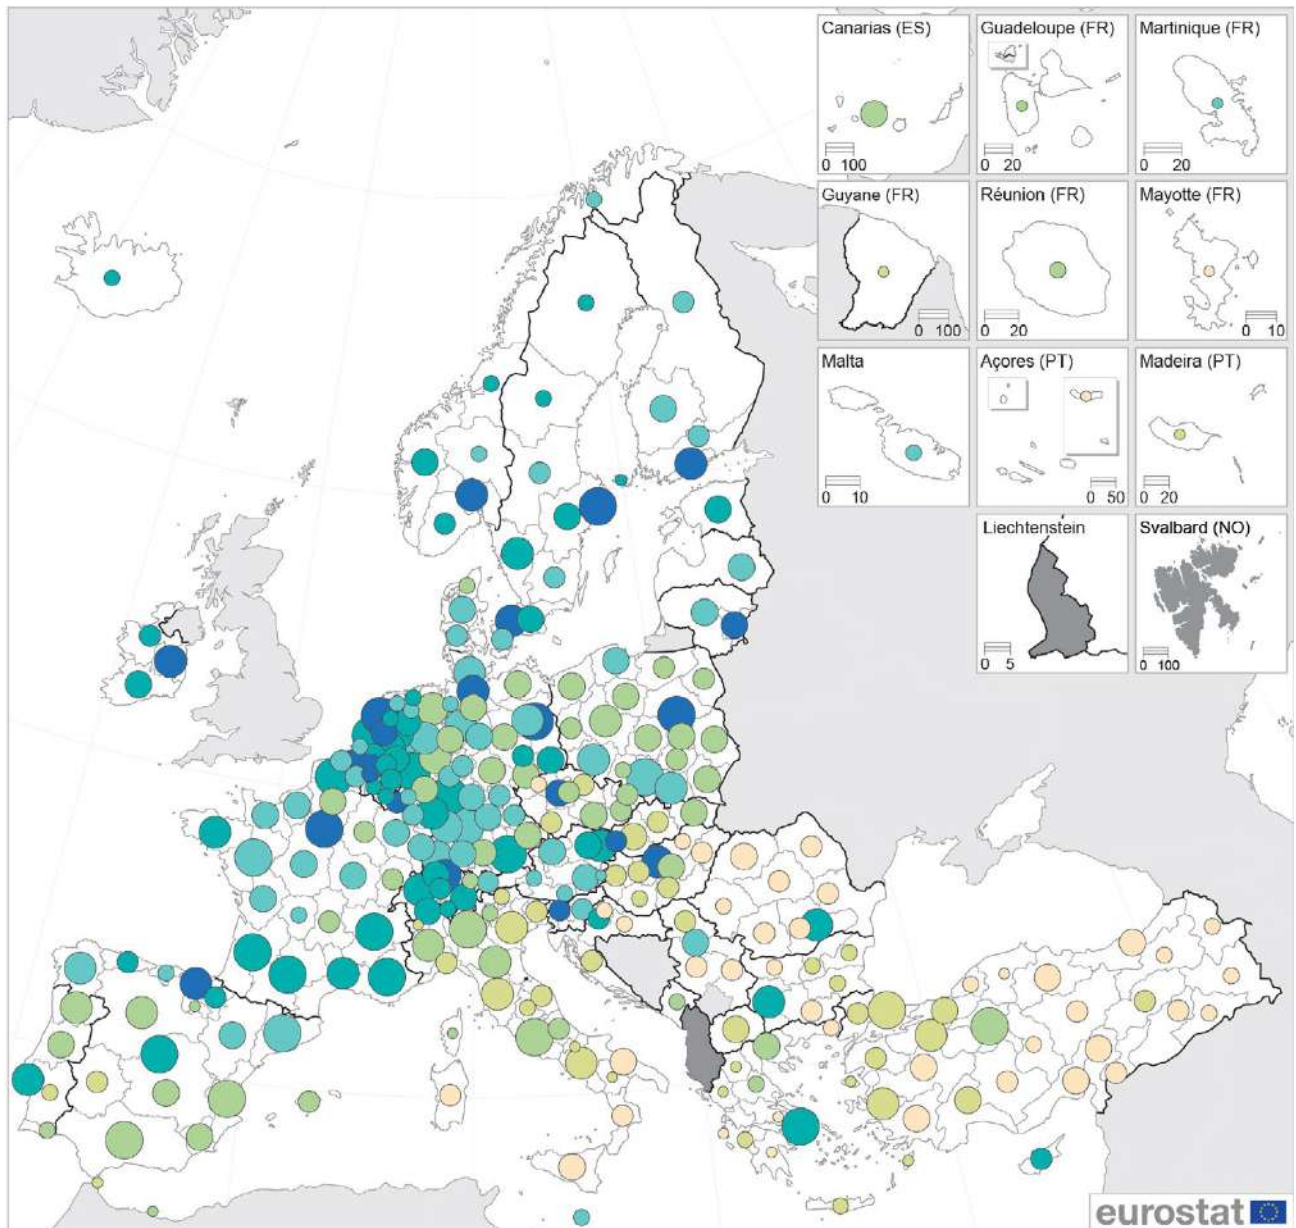 Canarias (ES)
0 100
Guadeloupe (FR)
0 20
Martinique (FR)
0 20
Guyane (FR)
0 100
Réunion (FR)
0 20
Mayotte (FR)
0 10
Malta
0 10
Açores (PT)
0 50
Madeira (PT)
0 20
Liechtenstein
0 5
Svalbard (NO)
0 100
eurostat